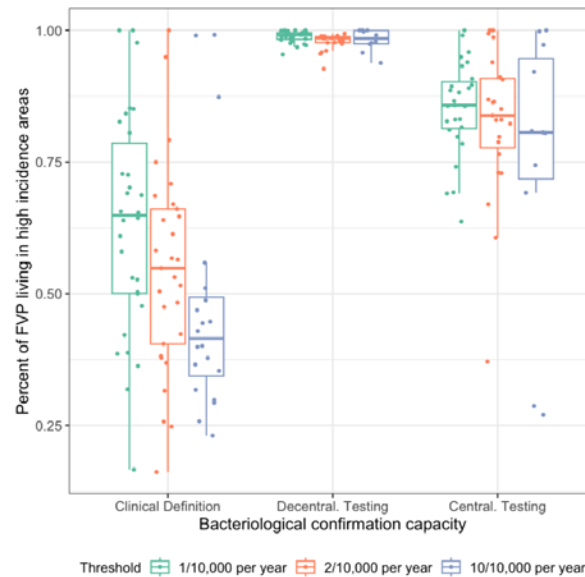 Percent of FVP living in high incidence areas
1.00
0.75
0.50
0.25
Clinical Definition Decentral. Testing Central. Testing
Bacteriological confirmation capacity
Threshold 1/10,000 per year 2/10,000 per year 10/10,000 per year